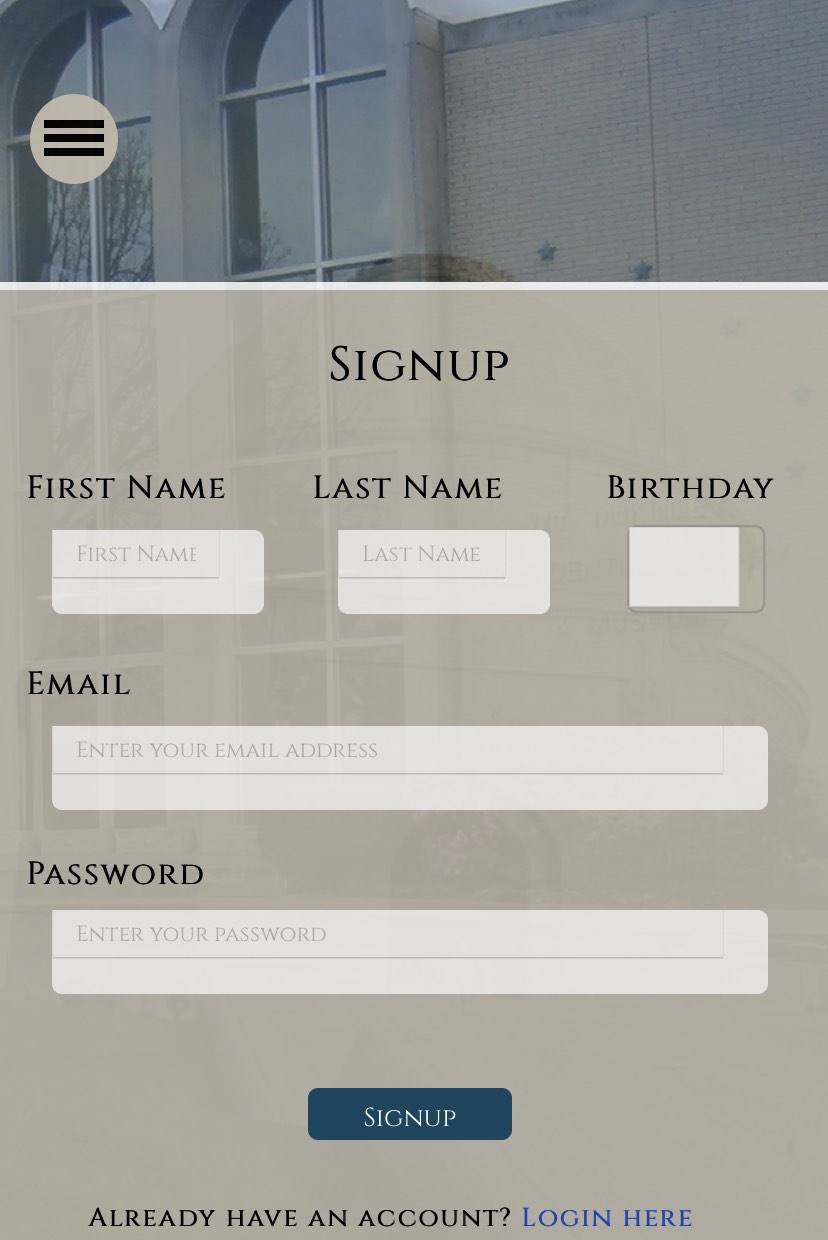 Signup
First Name Last Name Birthday
First Name Last Name
Email
Enter your email address
Password
Enter your password
Signup
Already have an account? Login here